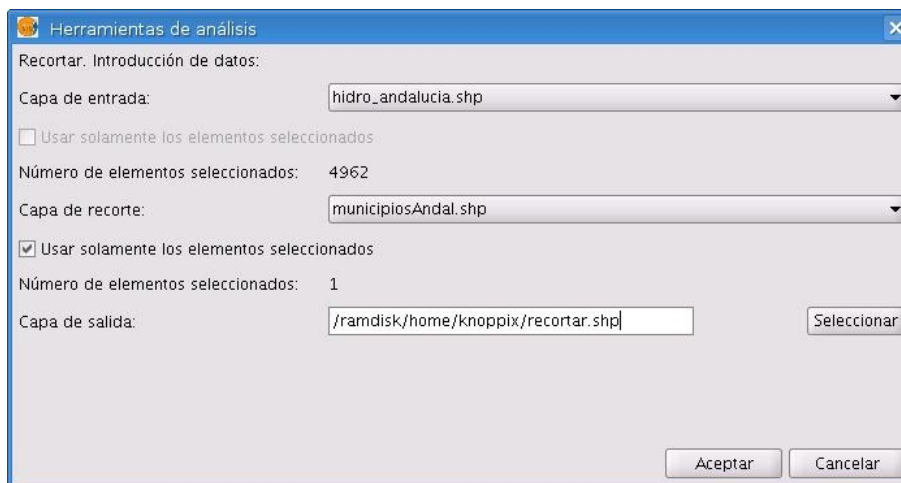 Herramientas de análisis
Recortar. Introducción de datos:
Capa de entrada: hidro_andalucia.shp
Usar solamente los elementos seleccionados
Número de elementos seleccionados: 4962
Capa de recorte: municipiosAndal.shp
Usar solamente los elementos seleccionados
Número de elementos seleccionados: 1
Capa de salida: /ramdisk/home/knoppix/recortar.shp Seleccionar
Aceptar Cancelar